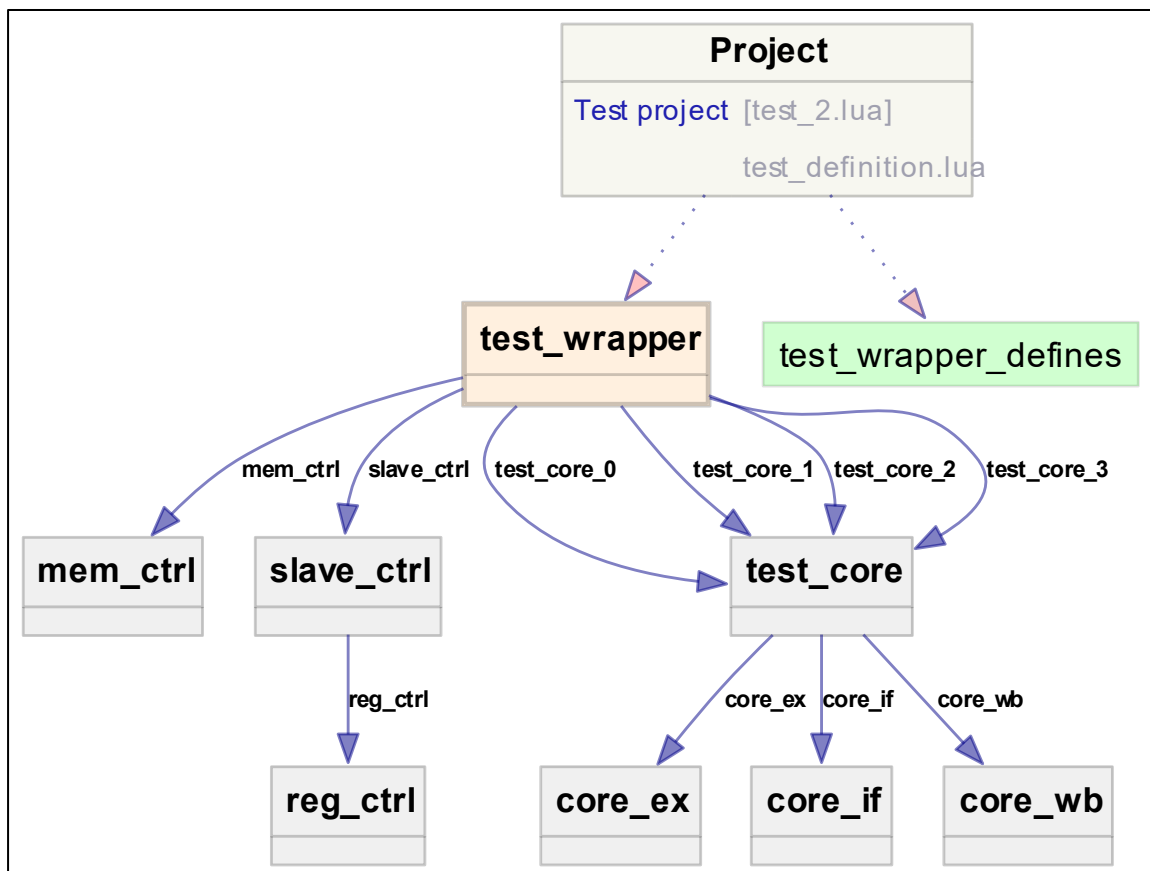 Project
Test project [test_2.lua]
test_definition.lua
test_wrapper
test_wrapper_defines
mem_ctrl slave_ctrl test_core_0 test_core_1 test_core_2 test_core_3
mem_ctrl slave_ctrl test_core
reg_ctrl core_ex core_if core_wb
reg_ctrl core_ex core_if core_wb